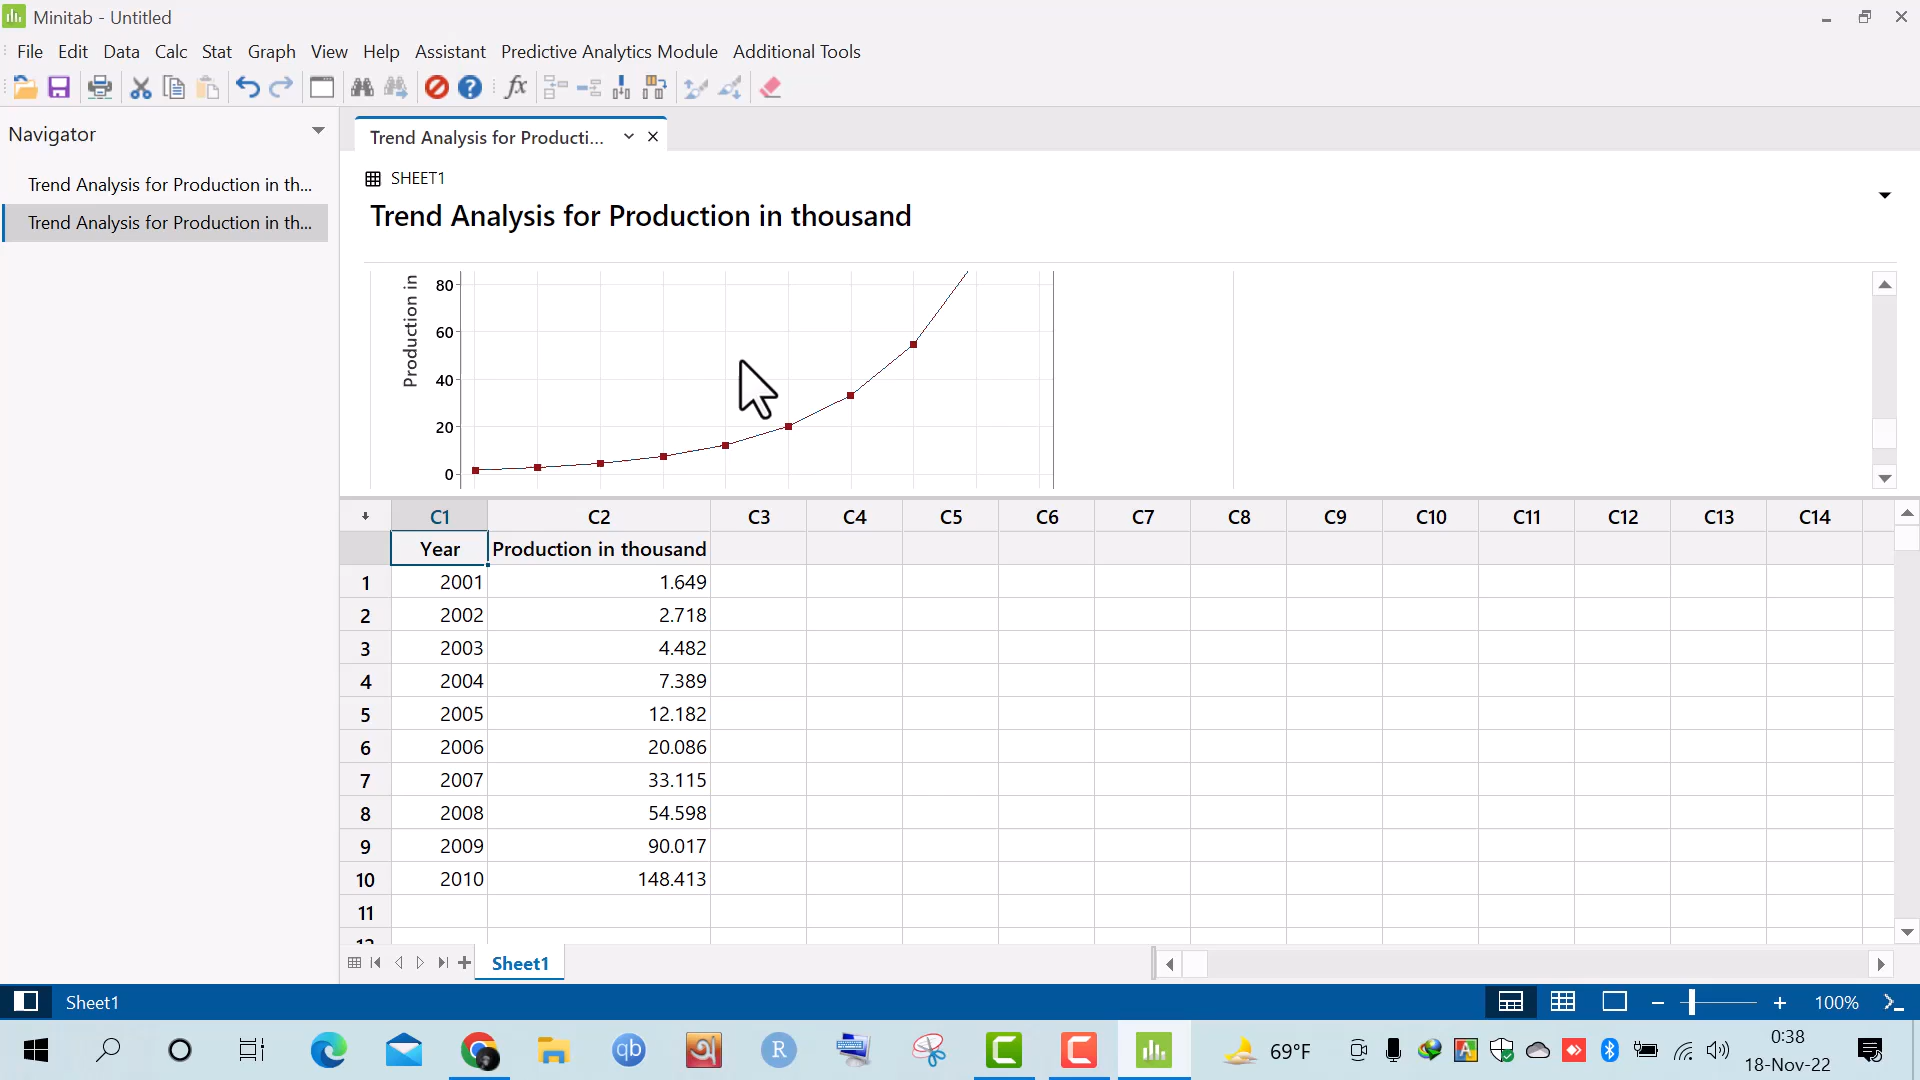 Minitab - Untitled
File Edit Data Calc Stat Graph View Help Assistant Predictive Analytics Module Additional Tools
Navigator
Trend Analysis for Producti...
Trend Analysis for Production in th...
Trend Analysis for Production in th...
SHEET1
Trend Analysis for Production in thousand
Production in
80
60
40
20
0
C1 C2 C3 C4 C5 C6 C7 C8 C9 C10 C11 C12 C13 C14
Year Production in thousand
1 2001 1.649
2 2002 2.718
3 2003 4.482
4 2004 7.389
5 2005 12.182
6 2006 20.086
7 2007 33.115
8 2008 54.598
9 2009 90.017
10 2010 148.413
11
Sheet1
Sheet1
100%
69°F
0:38
18-Nov-22